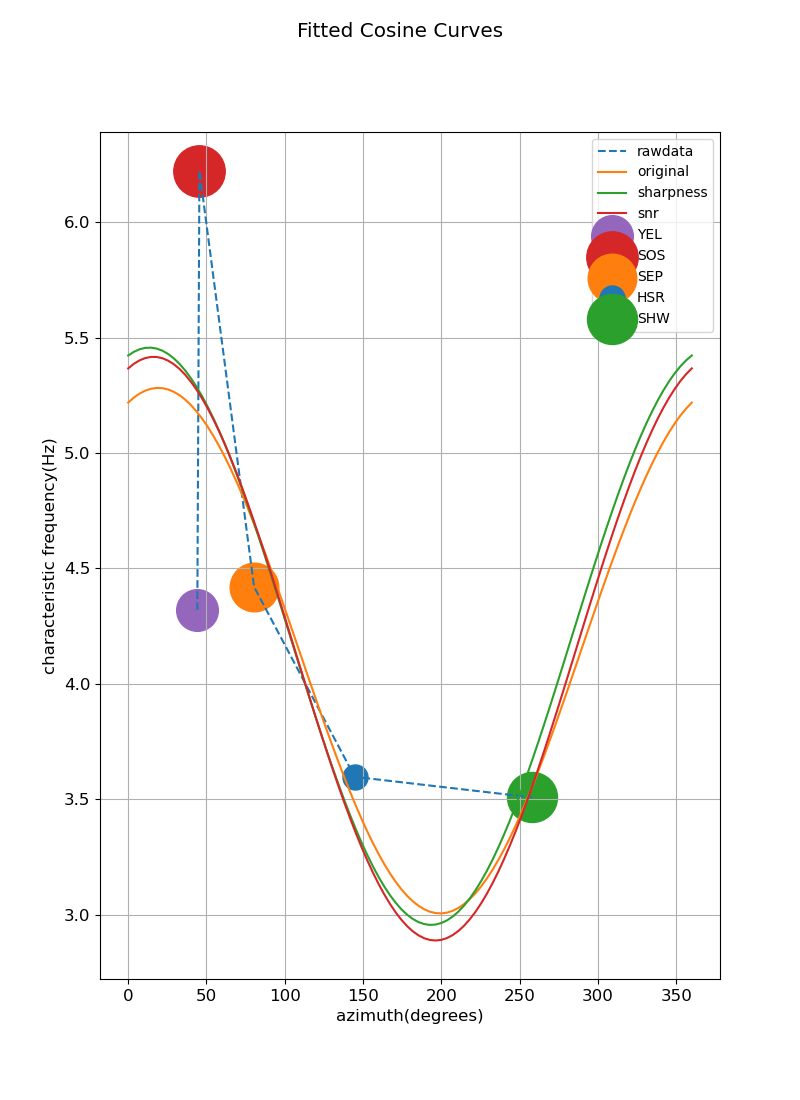 Fitted Cosine Curves
rawdata
original
sharpness
snr
YEL
SOS
SEP
HSR
SHW
6.0
5.5
5.0
4.5
4.0
3.5
3.0
characteristic frequency(Hz)
0 50 100 150 200 250 300 350
azimuth(degrees)